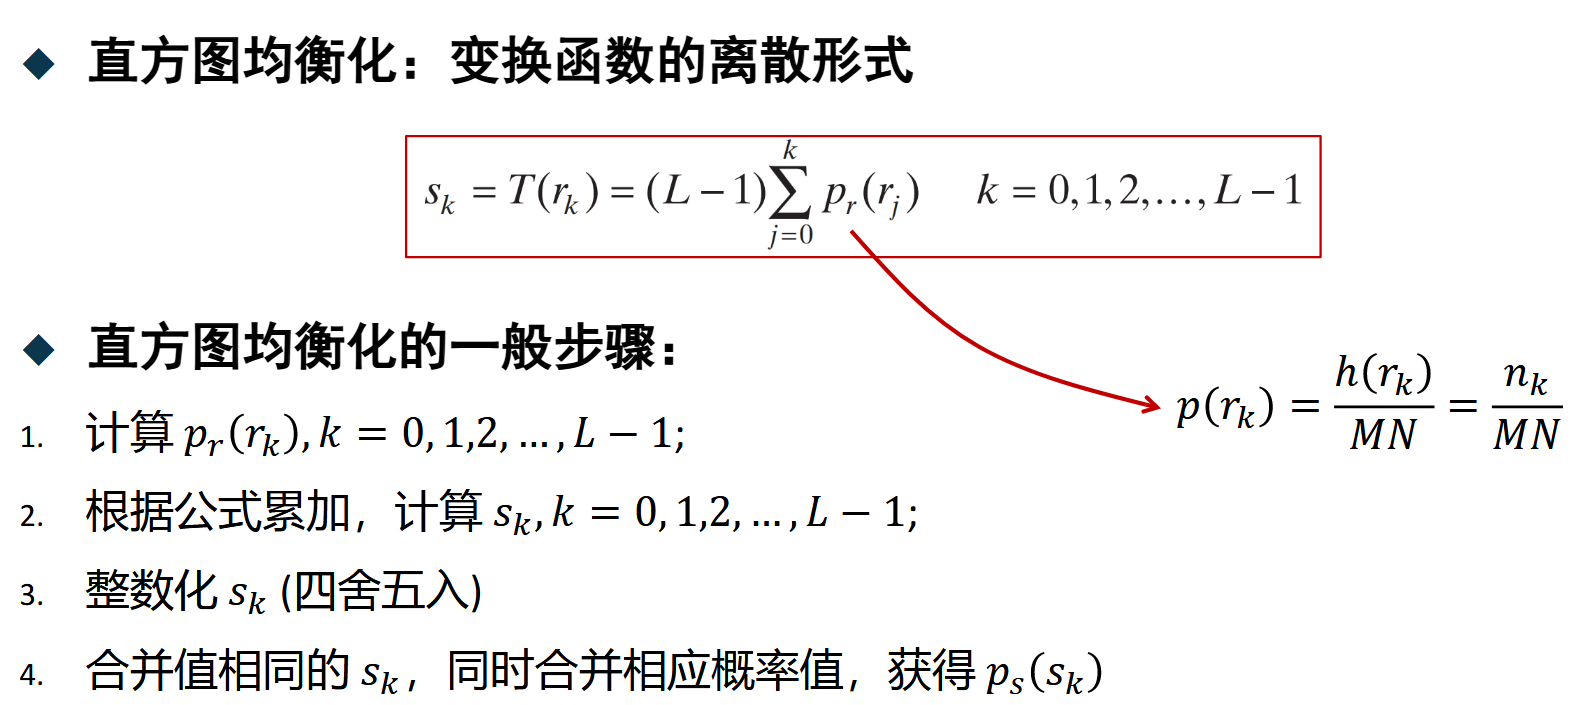 ◆ 直方图均衡化：变换函数的离散形式
$s_k = T(r_k) = (L-1)\sum_{j=0}^{k} p_r(r_j) \quad k = 0,1,2,\ldots,L-1$
◆ 直方图均衡化的一般步骤：
$p(r_k) = \frac{h(r_k)}{MN} = \frac{n_k}{MN}$
1. 计算 $p_r(r_k), k = 0,1,2,\ldots,L-1$;
2. 根据公式累加，计算 $s_k, k = 0,1,2,\ldots,L-1$;
3. 整数化 $s_k$ (四舍五入)
4. 合并值相同的 $s_k$，同时合并相应概率值，获得 $p_s(s_k)$